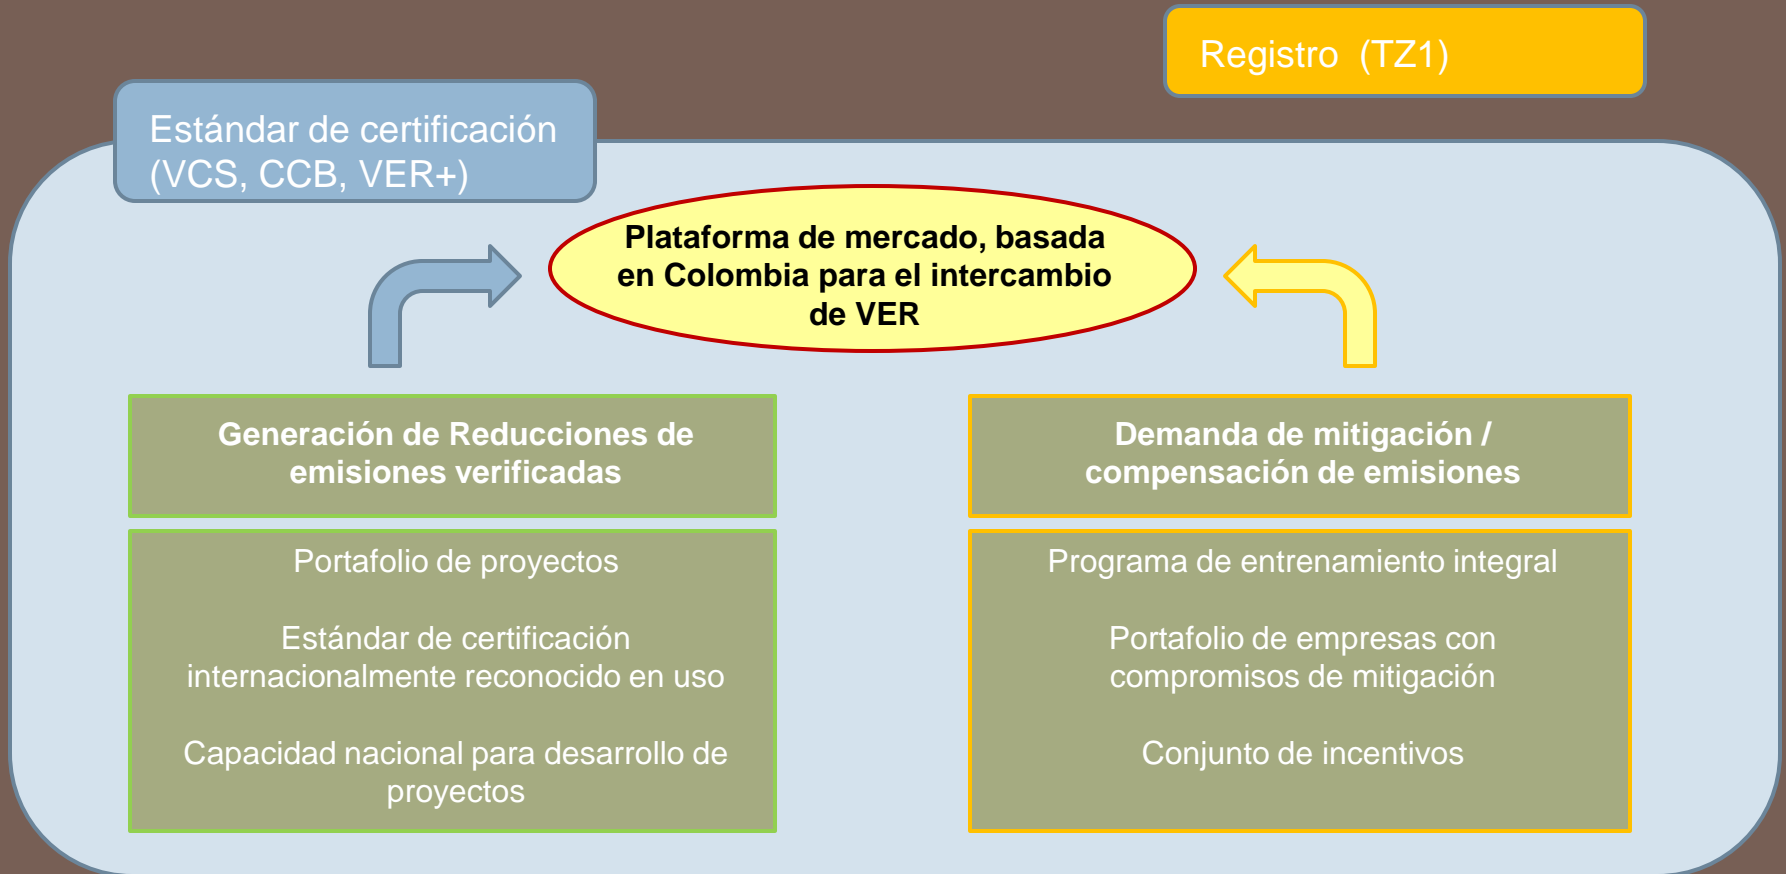 Registro (TZ1)
Estándar de certificación
(VCS, CCB, VER+)
Plataforma de mercado, basada
en Colombia para el intercambio
de VER
Generación de Reducciones de
emisiones verificadas
Portafolio de proyectos
Estándar de certificación
internacionalmente reconocido en uso
Capacidad nacional para desarrollo de
proyectos
Demanda de mitigación /
compensación de emisiones
Programa de entrenamiento integral
Portafolio de empresas con
compromisos de mitigación
Conjunto de incentivos